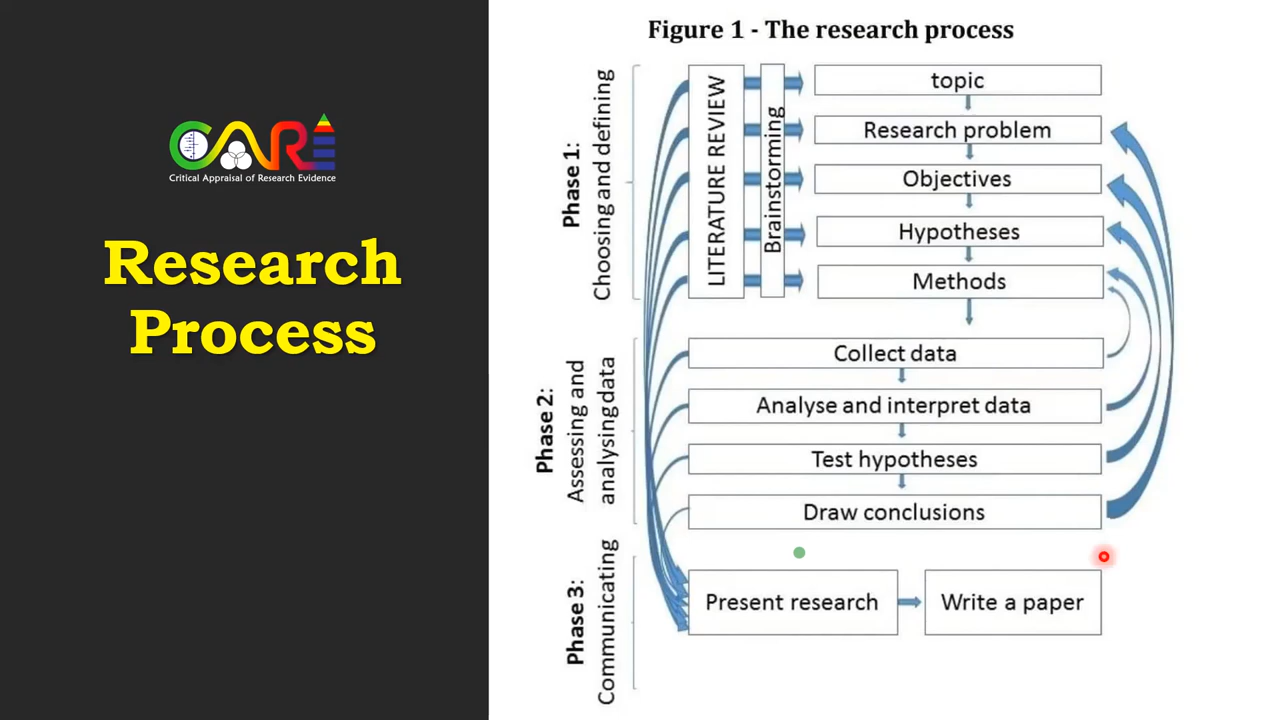 CARE
Critical Appraisal of Research Evidence
Research
Process
Figure 1 - The research process
Phase 1:
Choosing and defining
LITERATURE REVIEW
Brainstorming
topic
Research problem
Objectives
Hypotheses
Methods
Phase 2:
Assessing and
analysing data
Collect data
Analyse and interpret data
Test hypotheses
Draw conclusions
Phase 3:
Communicating
Present research
Write a paper